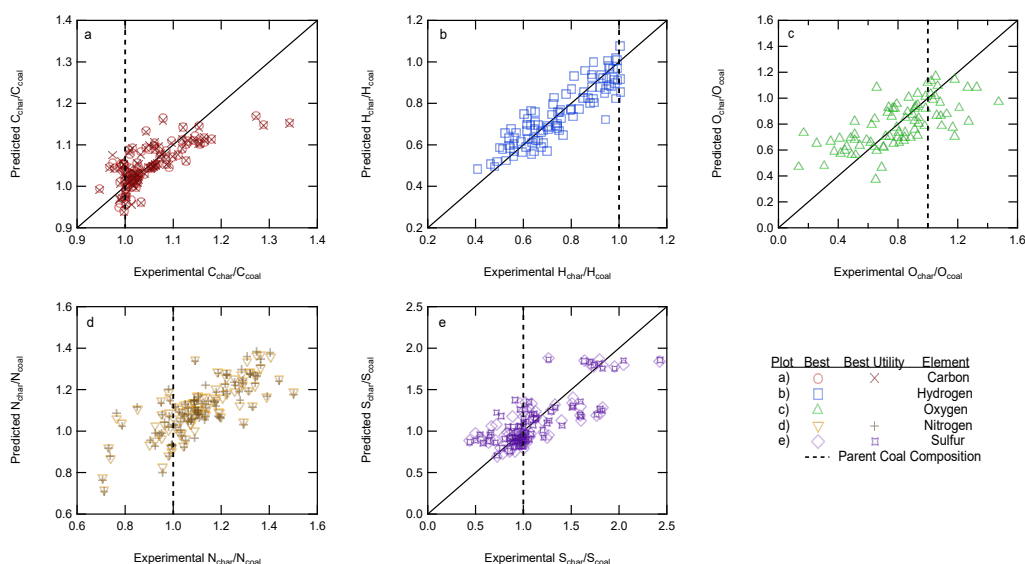 1.4
1.3
1.2
1.1
1.0
0.9
Predicted C_char/C_coal
a
0.9 1.0 1.1 1.2 1.3 1.4
Experimental C_char/C_coal
1.2
1.0
0.8
0.6
0.4
0.2
Predicted H_char/H_coal
b
0.2 0.4 0.6 0.8 1.0 1.2
Experimental H_char/H_coal
1.6
1.4
1.2
1.0
0.8
0.6
0.4
0.2
0.0
Predicted O_char/O_coal
c
0.0 0.4 0.8 1.2 1.6
Experimental O_char/O_coal
1.6
1.4
1.2
1.0
0.8
0.6
Predicted N_char/N_coal
d
0.6 0.8 1.0 1.2 1.4 1.6
Experimental N_char/N_coal
2.5
2.0
1.5
1.0
0.5
0.0
Predicted S_char/S_coal
e
0.0 0.5 1.0 1.5 2.0 2.5
Experimental S_char/S_coal
Plot Best Best Utility Element
a) Carbon
b) Hydrogen
c) Oxygen
d) Nitrogen
e) Sulfur
Parent Coal Composition